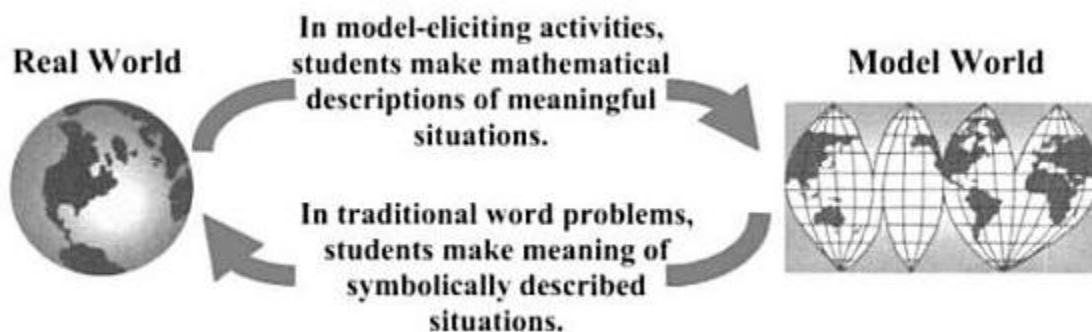 Real World
In model-eliciting activities,
students make mathematical
descriptions of meaningful
situations.
Model World
In traditional word problems,
students make meaning of
symbolically described
situations.